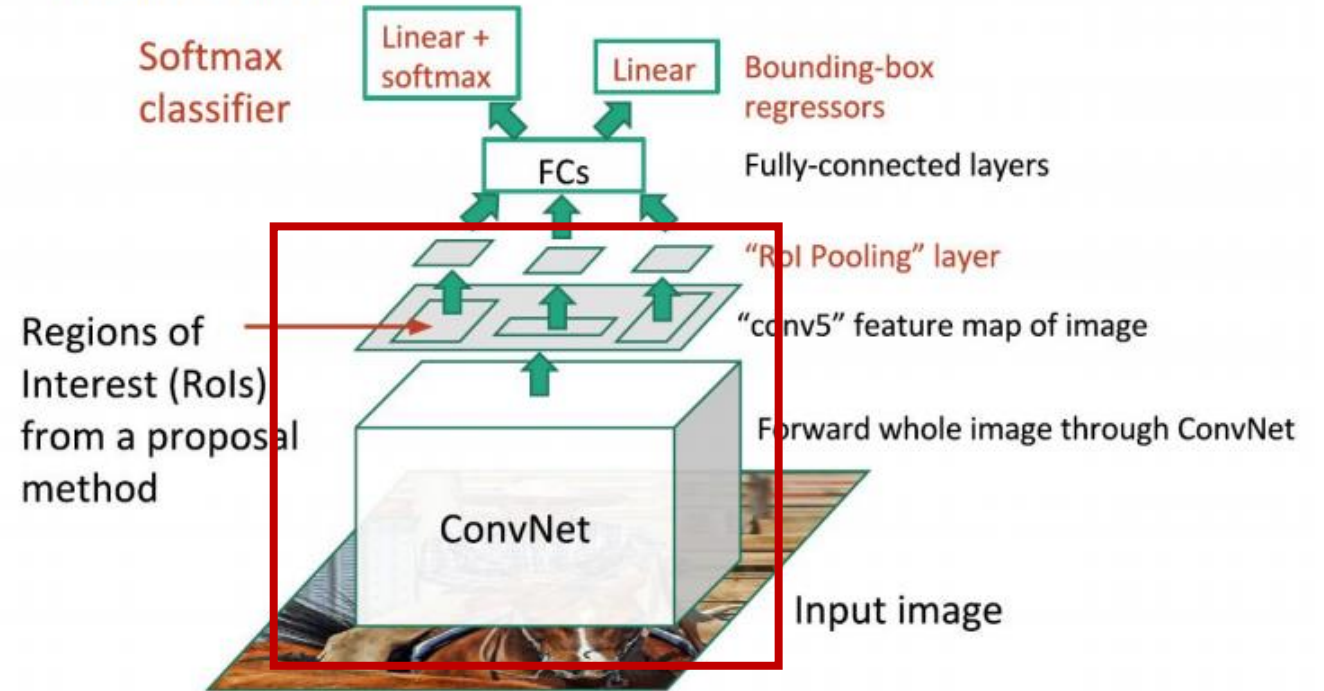 Softmax
classifier
Linear +
softmax
Linear
Bounding-box
regressors
FCs
Fully-connected layers
“RoI Pooling” layer
Regions of
Interest (RoIs)
from a proposal
method
“conv5” feature map of image
Forward whole image through ConvNet
ConvNet
Input image